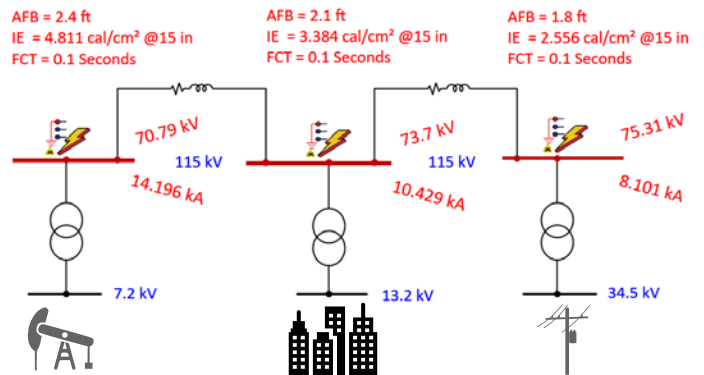 AFB = 2.4 ft
IE = 4.811 cal/cm² @15 in
FCT = 0.1 Seconds
AFB = 2.1 ft
IE = 3.384 cal/cm² @15 in
FCT = 0.1 Seconds
AFB = 1.8 ft
IE = 2.556 cal/cm² @15 in
FCT = 0.1 Seconds
70.79 kV
115 kV
14.196 kA
73.7 kV
115 kV
10.429 kA
75.31 kV
8.101 kA
7.2 kV
13.2 kV
34.5 kV